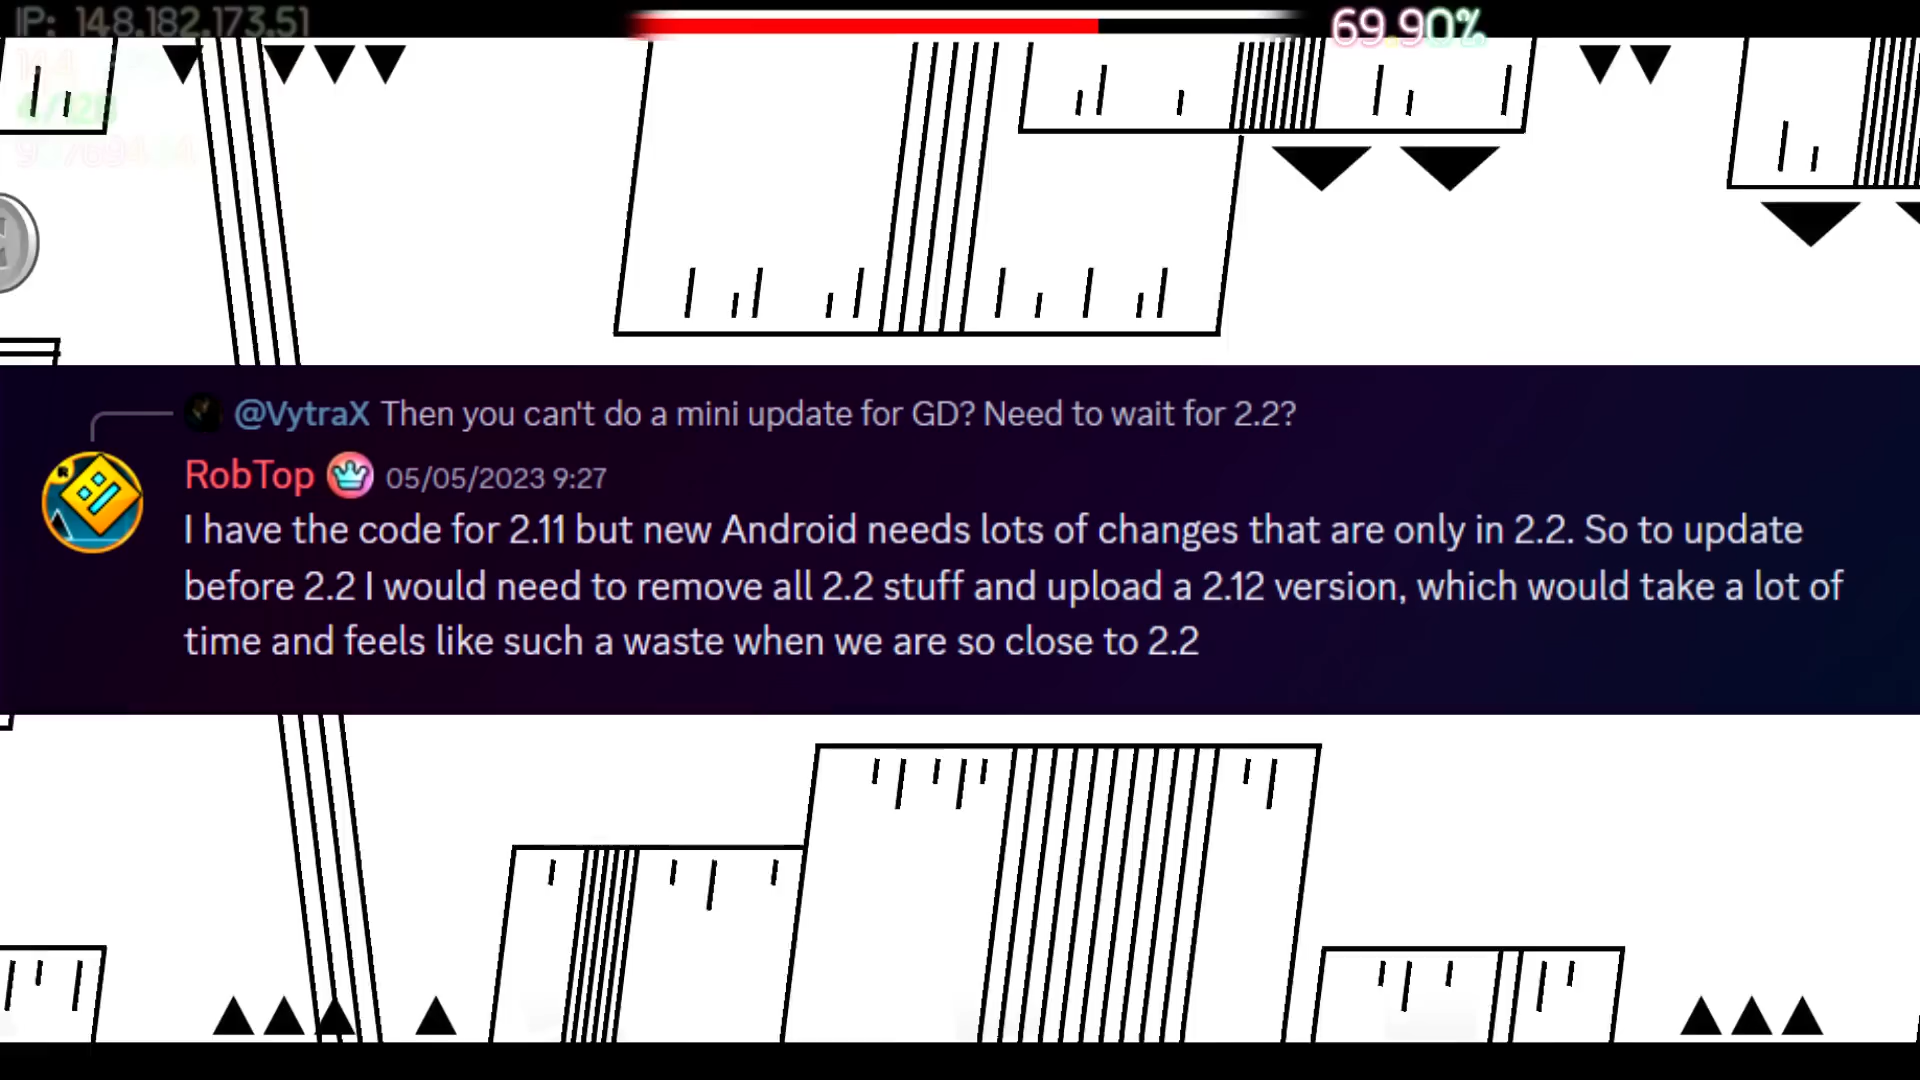 IP: 148.182.173.51
69.90%
4/128
@VytraX Then you can't do a mini update for GD? Need to wait for 2.2?
RobTop 05/05/2023 9:27
I have the code for 2.11 but new Android needs lots of changes that are only in 2.2. So to update
before 2.2 I would need to remove all 2.2 stuff and upload a 2.12 version, which would take a lot of
time and feels like such a waste when we are so close to 2.2